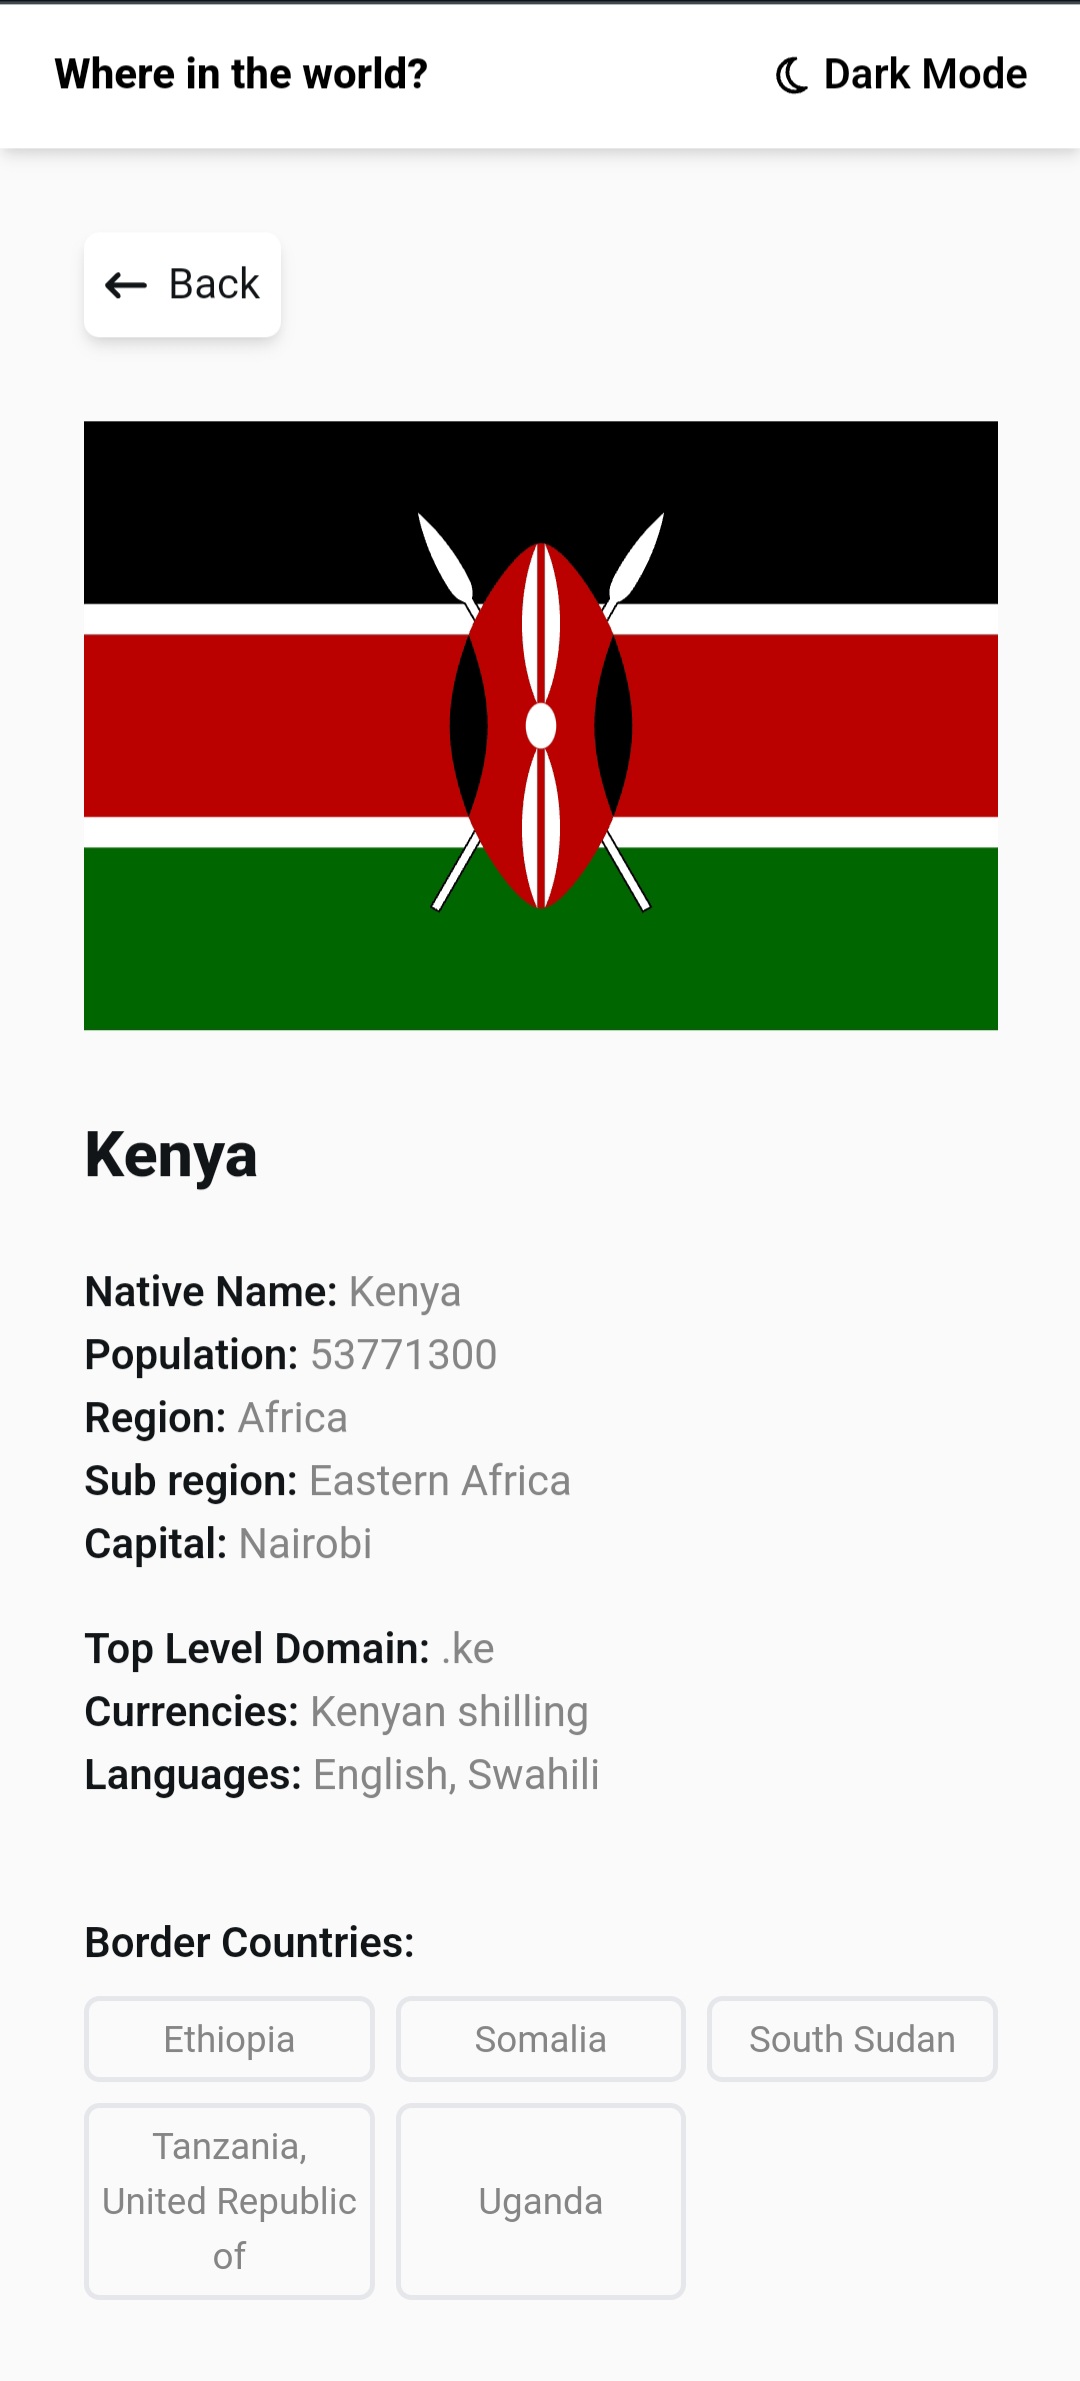 Where in the world?
Dark Mode
Back
Kenya
Native Name: Kenya
Population: 53771300
Region: Africa
Sub region: Eastern Africa
Capital: Nairobi
Top Level Domain: .ke
Currencies: Kenyan shilling
Languages: English, Swahili
Border Countries:
Ethiopia
Somalia
South Sudan
Tanzania,
United Republic
of
Uganda